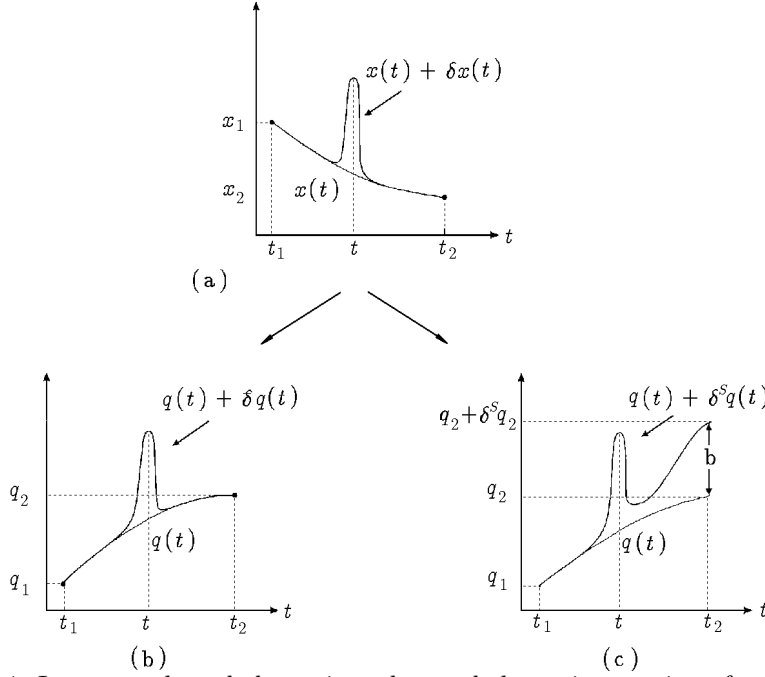 x(t) + δx(t)
x₁
x₂
x(t)
t₁ t t₂ t
(a)
q(t) + δq(t)
q₂
q(t)
q₁
t₁ t t₂ t
(b)
q(t) + δˢq(t)
q₂+δˢq₂
b
q₂
q(t)
q₁
t₁ t t₂ t
(c)